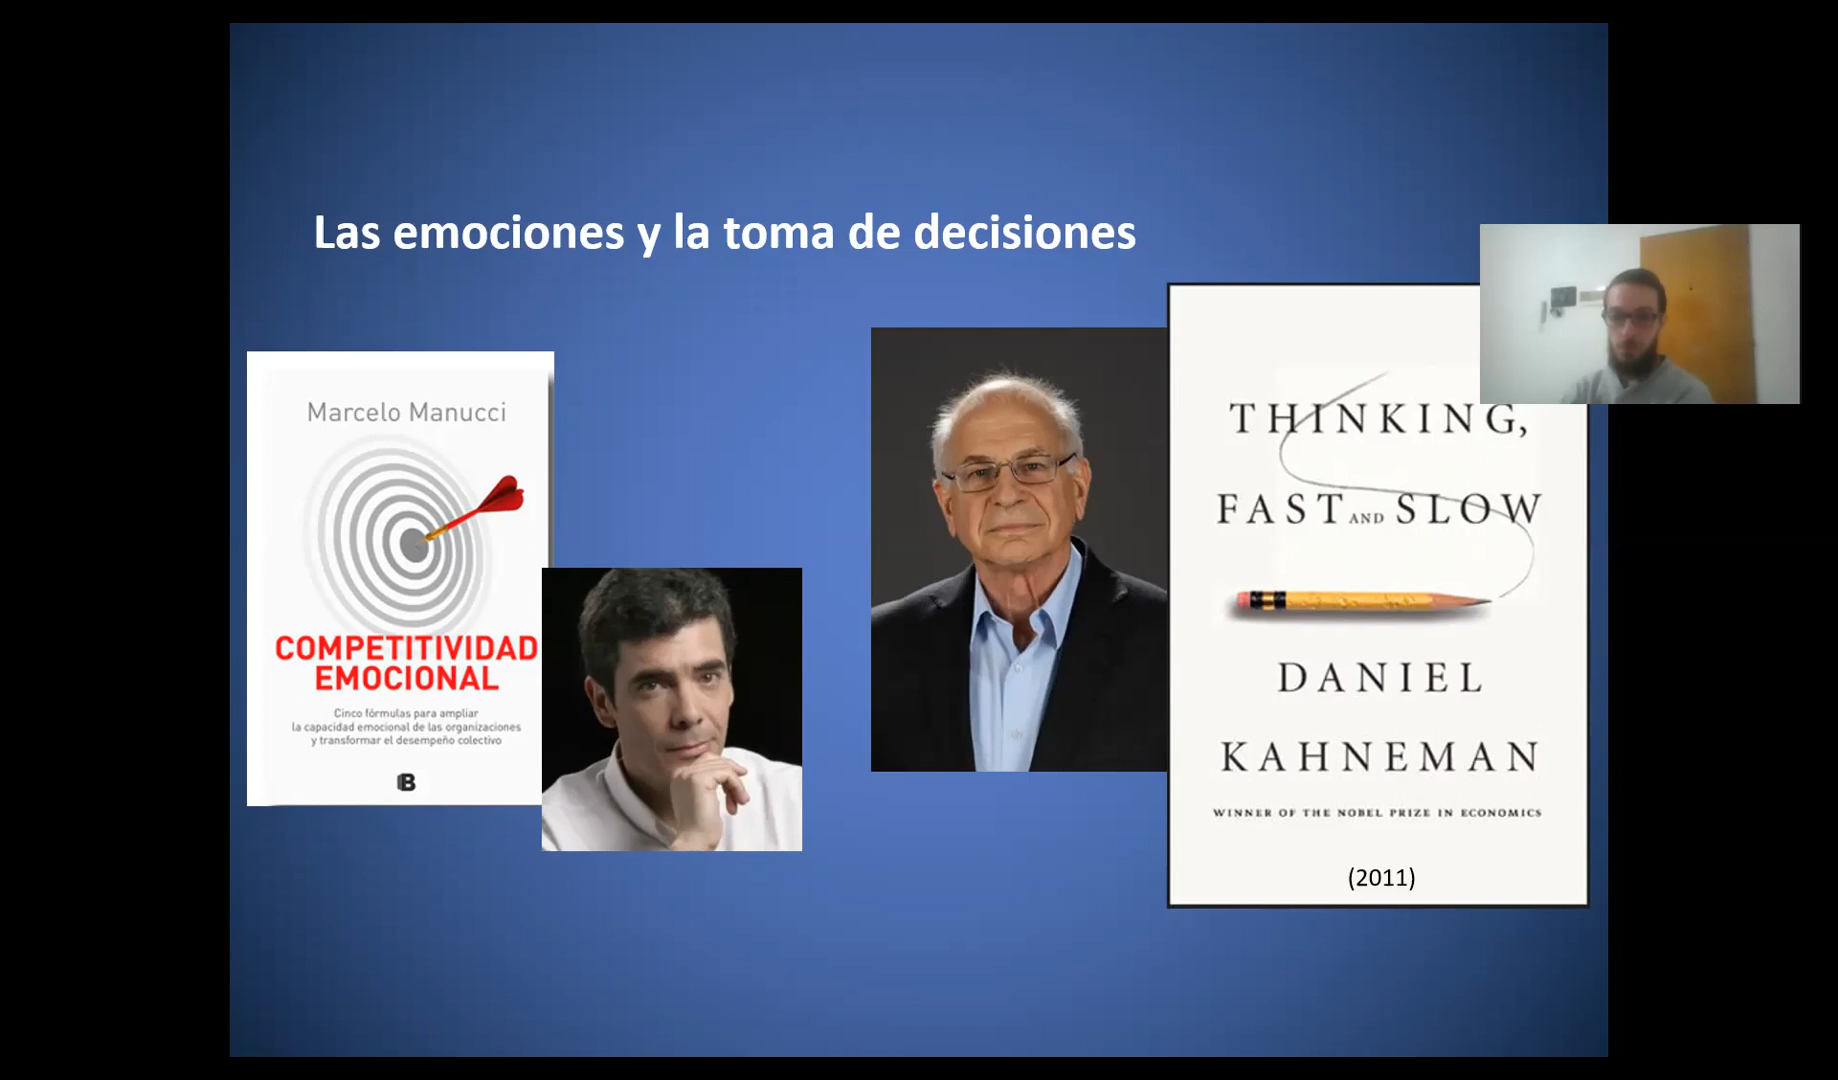 Las emociones y la toma de decisiones
Marcelo Manucci
COMPETITIVIDAD
EMOCIONAL
Cinco fórmulas para ampliar
la capacidad emocional de las organizaciones
y transformar el desempeño colectivo
B
THINKING,
FAST AND SLOW
DANIEL
KAHNEMAN
WINNER OF THE NOBEL PRIZE IN ECONOMICS
(2011)